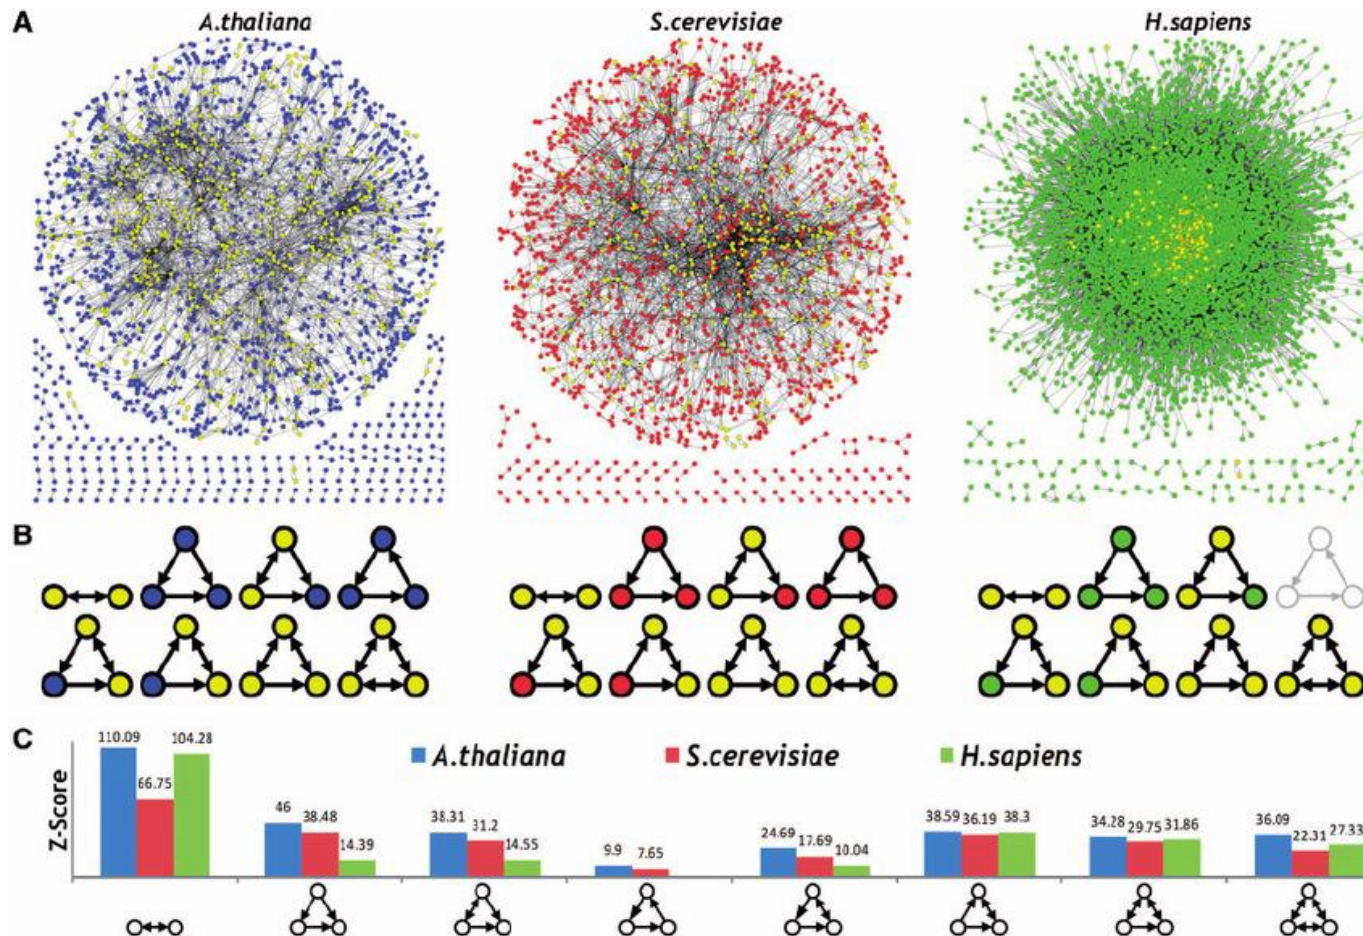 A A.thaliana S.cerevisiae H.sapiens
B
C
Z-Score
A.thaliana S.cerevisiae H.sapiens
110.09 66.75 104.28
46 38.48 14.39
38.31 31.2 14.55
9.9 7.65
24.69 17.69 10.04
38.59 36.19 38.3
34.28 29.75 31.86
36.09 22.31 27.33